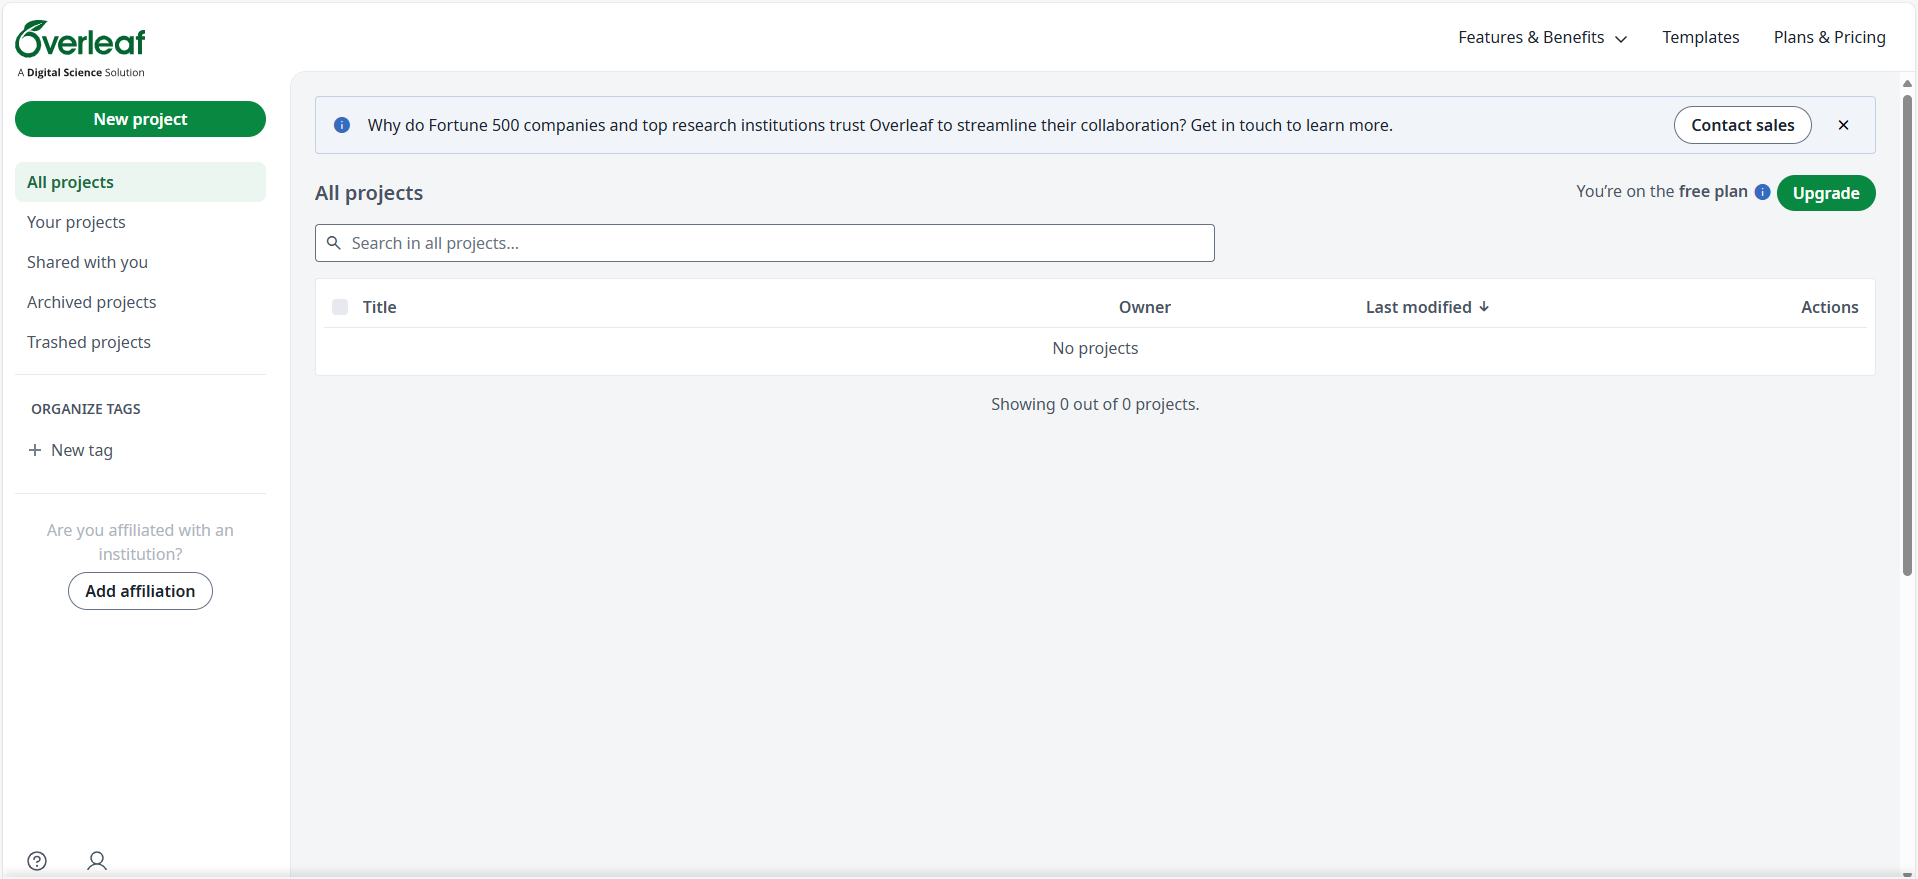 Overleaf
A Digital Science Solution
Features & Benefits
Templates
Plans & Pricing
New project
All projects
Your projects
Shared with you
Archived projects
Trashed projects
ORGANIZE TAGS
+ New tag
Are you affiliated with an
institution?
Add affiliation
Why do Fortune 500 companies and top research institutions trust Overleaf to streamline their collaboration? Get in touch to learn more.
Contact sales
All projects
You’re on the free plan
Upgrade
Search in all projects...
Title
Owner
Last modified ↓
Actions
No projects
Showing 0 out of 0 projects.